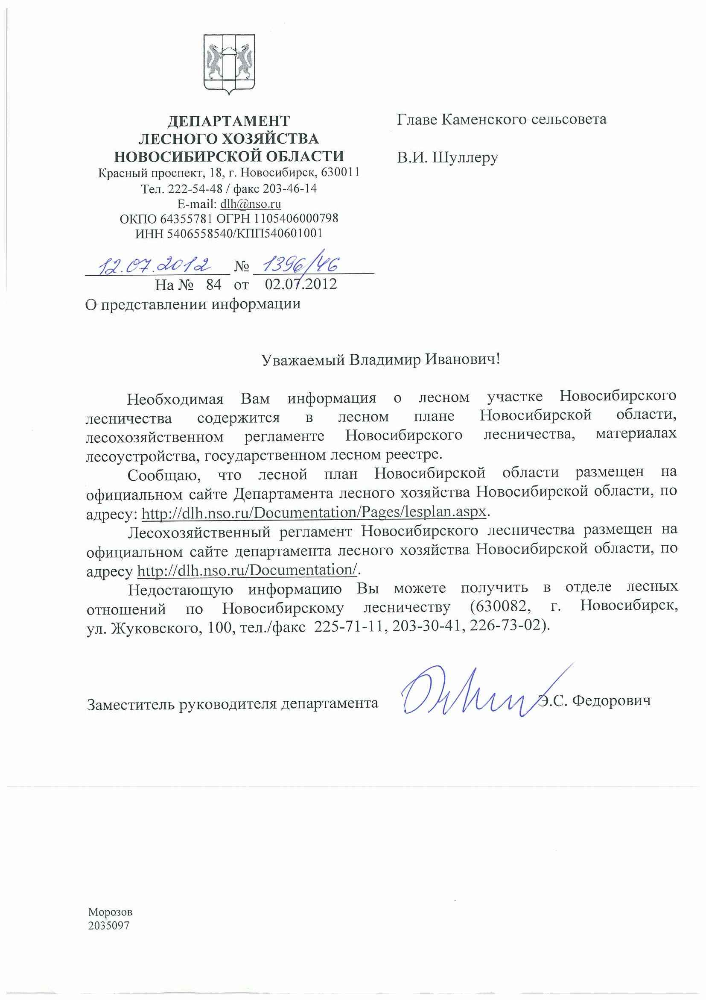 ДЕПАРТАМЕНТ
ЛЕСНОГО ХОЗЯЙСТВА
НОВОСИБИРСКОЙ ОБЛАСТИ
Красный проспект, 18, г. Новосибирск, 630011
Тел. 222-54-48 / факс 203-46-14
E-mail: dlh@nso.ru
ОКПО 64355781 ОГРН 1105406000798
ИНН 5406558540/КПП540601001
12.07.2012 № 1396/46
На № 84 от 02.07.2012
О представлении информации
Главе Каменского сельсовета
В.И. Шуллеру
Уважаемый Владимир Иванович!
Необходимая Вам информация о лесном участке Новосибирского
лесничества содержится в лесном плане Новосибирской области,
лесохозяйственном регламенте Новосибирского лесничества, материалах
лесоустройства, государственном лесном реестре.
Сообщаю, что лесной план Новосибирской области размещен на
официальном сайте Департамента лесного хозяйства Новосибирской области, по
адресу: http://dlh.nso.ru/Documentation/Pages/lesplan.aspx.
Лесохозяйственный регламент Новосибирского лесничества размещен на
официальном сайте департамента лесного хозяйства Новосибирской области, по
адресу http://dlh.nso.ru/Documentation/.
Недостающую информацию Вы можете получить в отделе лесных
отношений по Новосибирскому лесничеству (630082, г. Новосибирск,
ул. Жуковского, 100, тел./факс 225-71-11, 203-30-41, 226-73-02).
Заместитель руководителя департамента Э.С. Федорович
Морозов
2035097